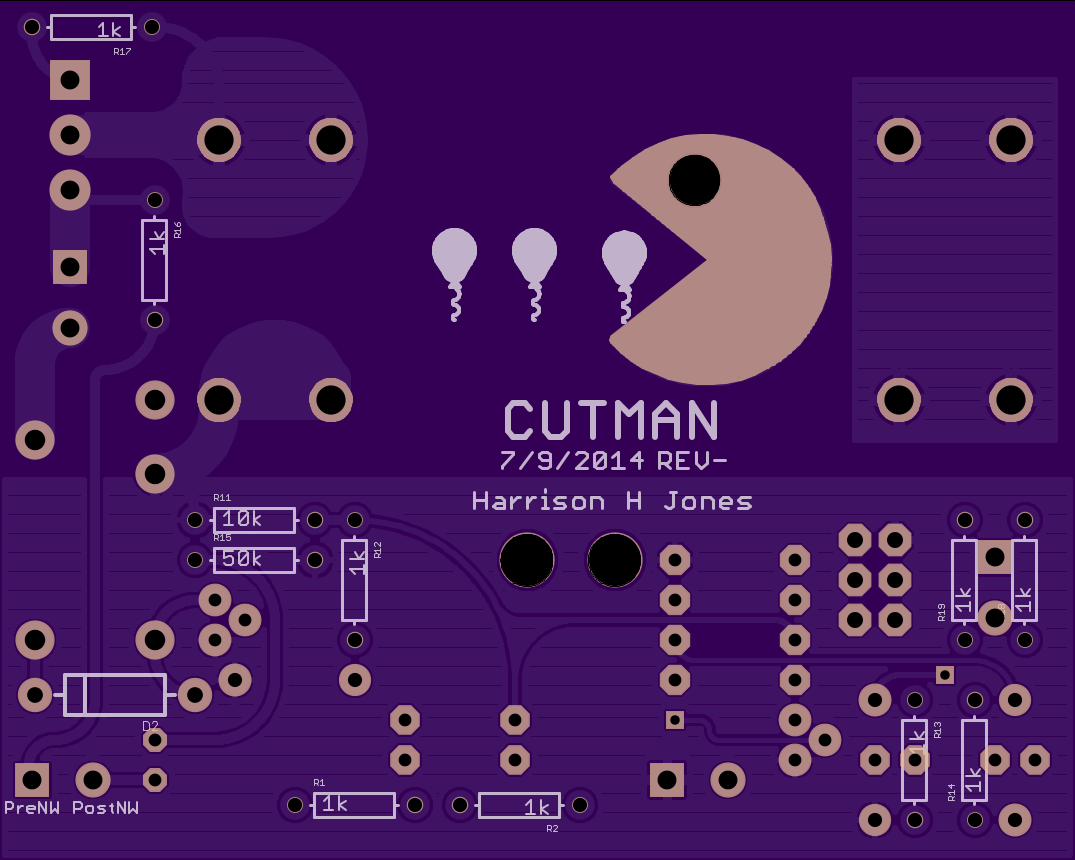 1k
R17
R16
1k
CUTMAN
7/9/2014 REV-
Harrison H Jones
R11
10k
R15
50k
R12
1k
R19
1k
1k
D2
R13
1k
R14
1k
PreNW PostNW
R1
1k
1k
R2